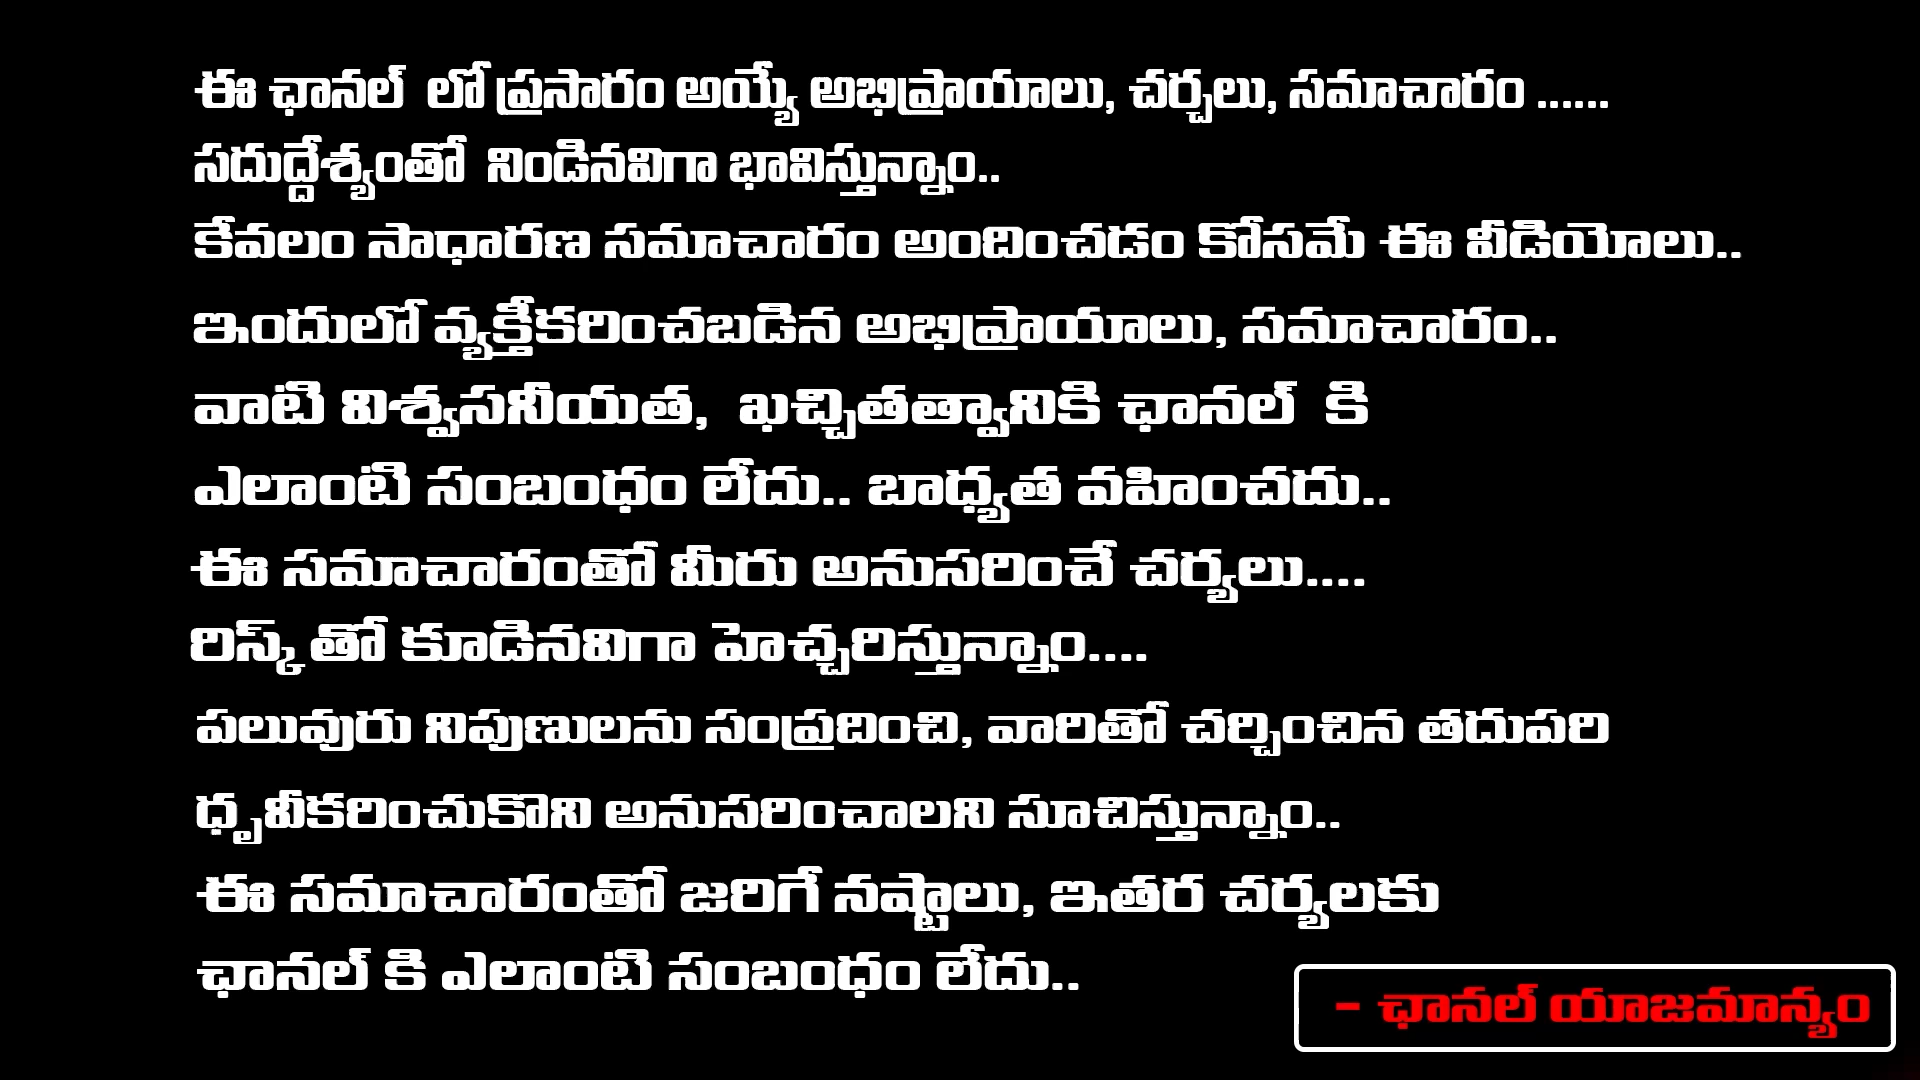 ఈ ఛానల్ లో ప్రసారం అయ్యే అభిప్రాయాలు, చర్చలు, సమాచారం ......
సదుద్దేశ్యంతో నిండినవిగా భావిస్తున్నాం..
కేవలం సాధారణ సమాచారం అందించడం కోసమే ఈ వీడియోలు..
ఇందులో వ్యక్తీకరించబడిన అభిప్రాయాలు, సమాచారం..
వాటి విశ్వసనీయత, ఖచ్చితత్వానికి ఛానల్ కి
ఎలాంటి సంబంధం లేదు.. బాధ్యత వహించదు..
ఈ సమాచారంతో మీరు అనుసరించే చర్యలు....
రిస్క్ తో కూడినవిగా హెచ్చరిస్తున్నాం....
పలువురు నిపుణులను సంప్రదించి, వారితో చర్చించిన తదుపరి
ధృవీకరించుకొని అనుసరించాలని సూచిస్తున్నాం..
ఈ సమాచారంతో జరిగే నష్టాలు, ఇతర చర్యలకు
ఛానల్ కి ఎలాంటి సంబంధం లేదు..
- ఛానల్ యాజమాన్యం